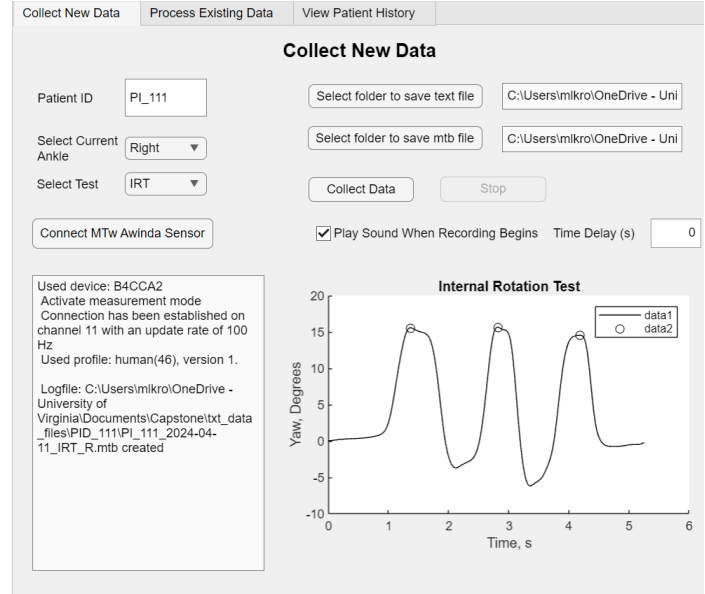 Collect New Data
Process Existing Data
View Patient History
Collect New Data
Patient ID
PI_111
Select folder to save text file
C:\Users\mlkro\OneDrive - Uni
Select Current
Ankle
Right
Select folder to save mtb file
C:\Users\mlkro\OneDrive - Uni
Select Test
IRT
Collect Data
Stop
Connect MTw Awinda Sensor
Play Sound When Recording Begins
Time Delay (s)
0
Used device: B4CCA2
Activate measurement mode
Connection has been established on
channel 11 with an update rate of 100
Hz
Used profile: human(46), version 1.
Logfile: C:\Users\mlkro\OneDrive -
University of
Virginia\Documents\Capstone\txt_data
_files\PID_111\PI_111_2024-04-
11_IRT_R.mtb created
Internal Rotation Test
data1
data2
Yaw, Degrees
20
15
10
5
0
-5
-10
0 1 2 3 4 5 6
Time, s